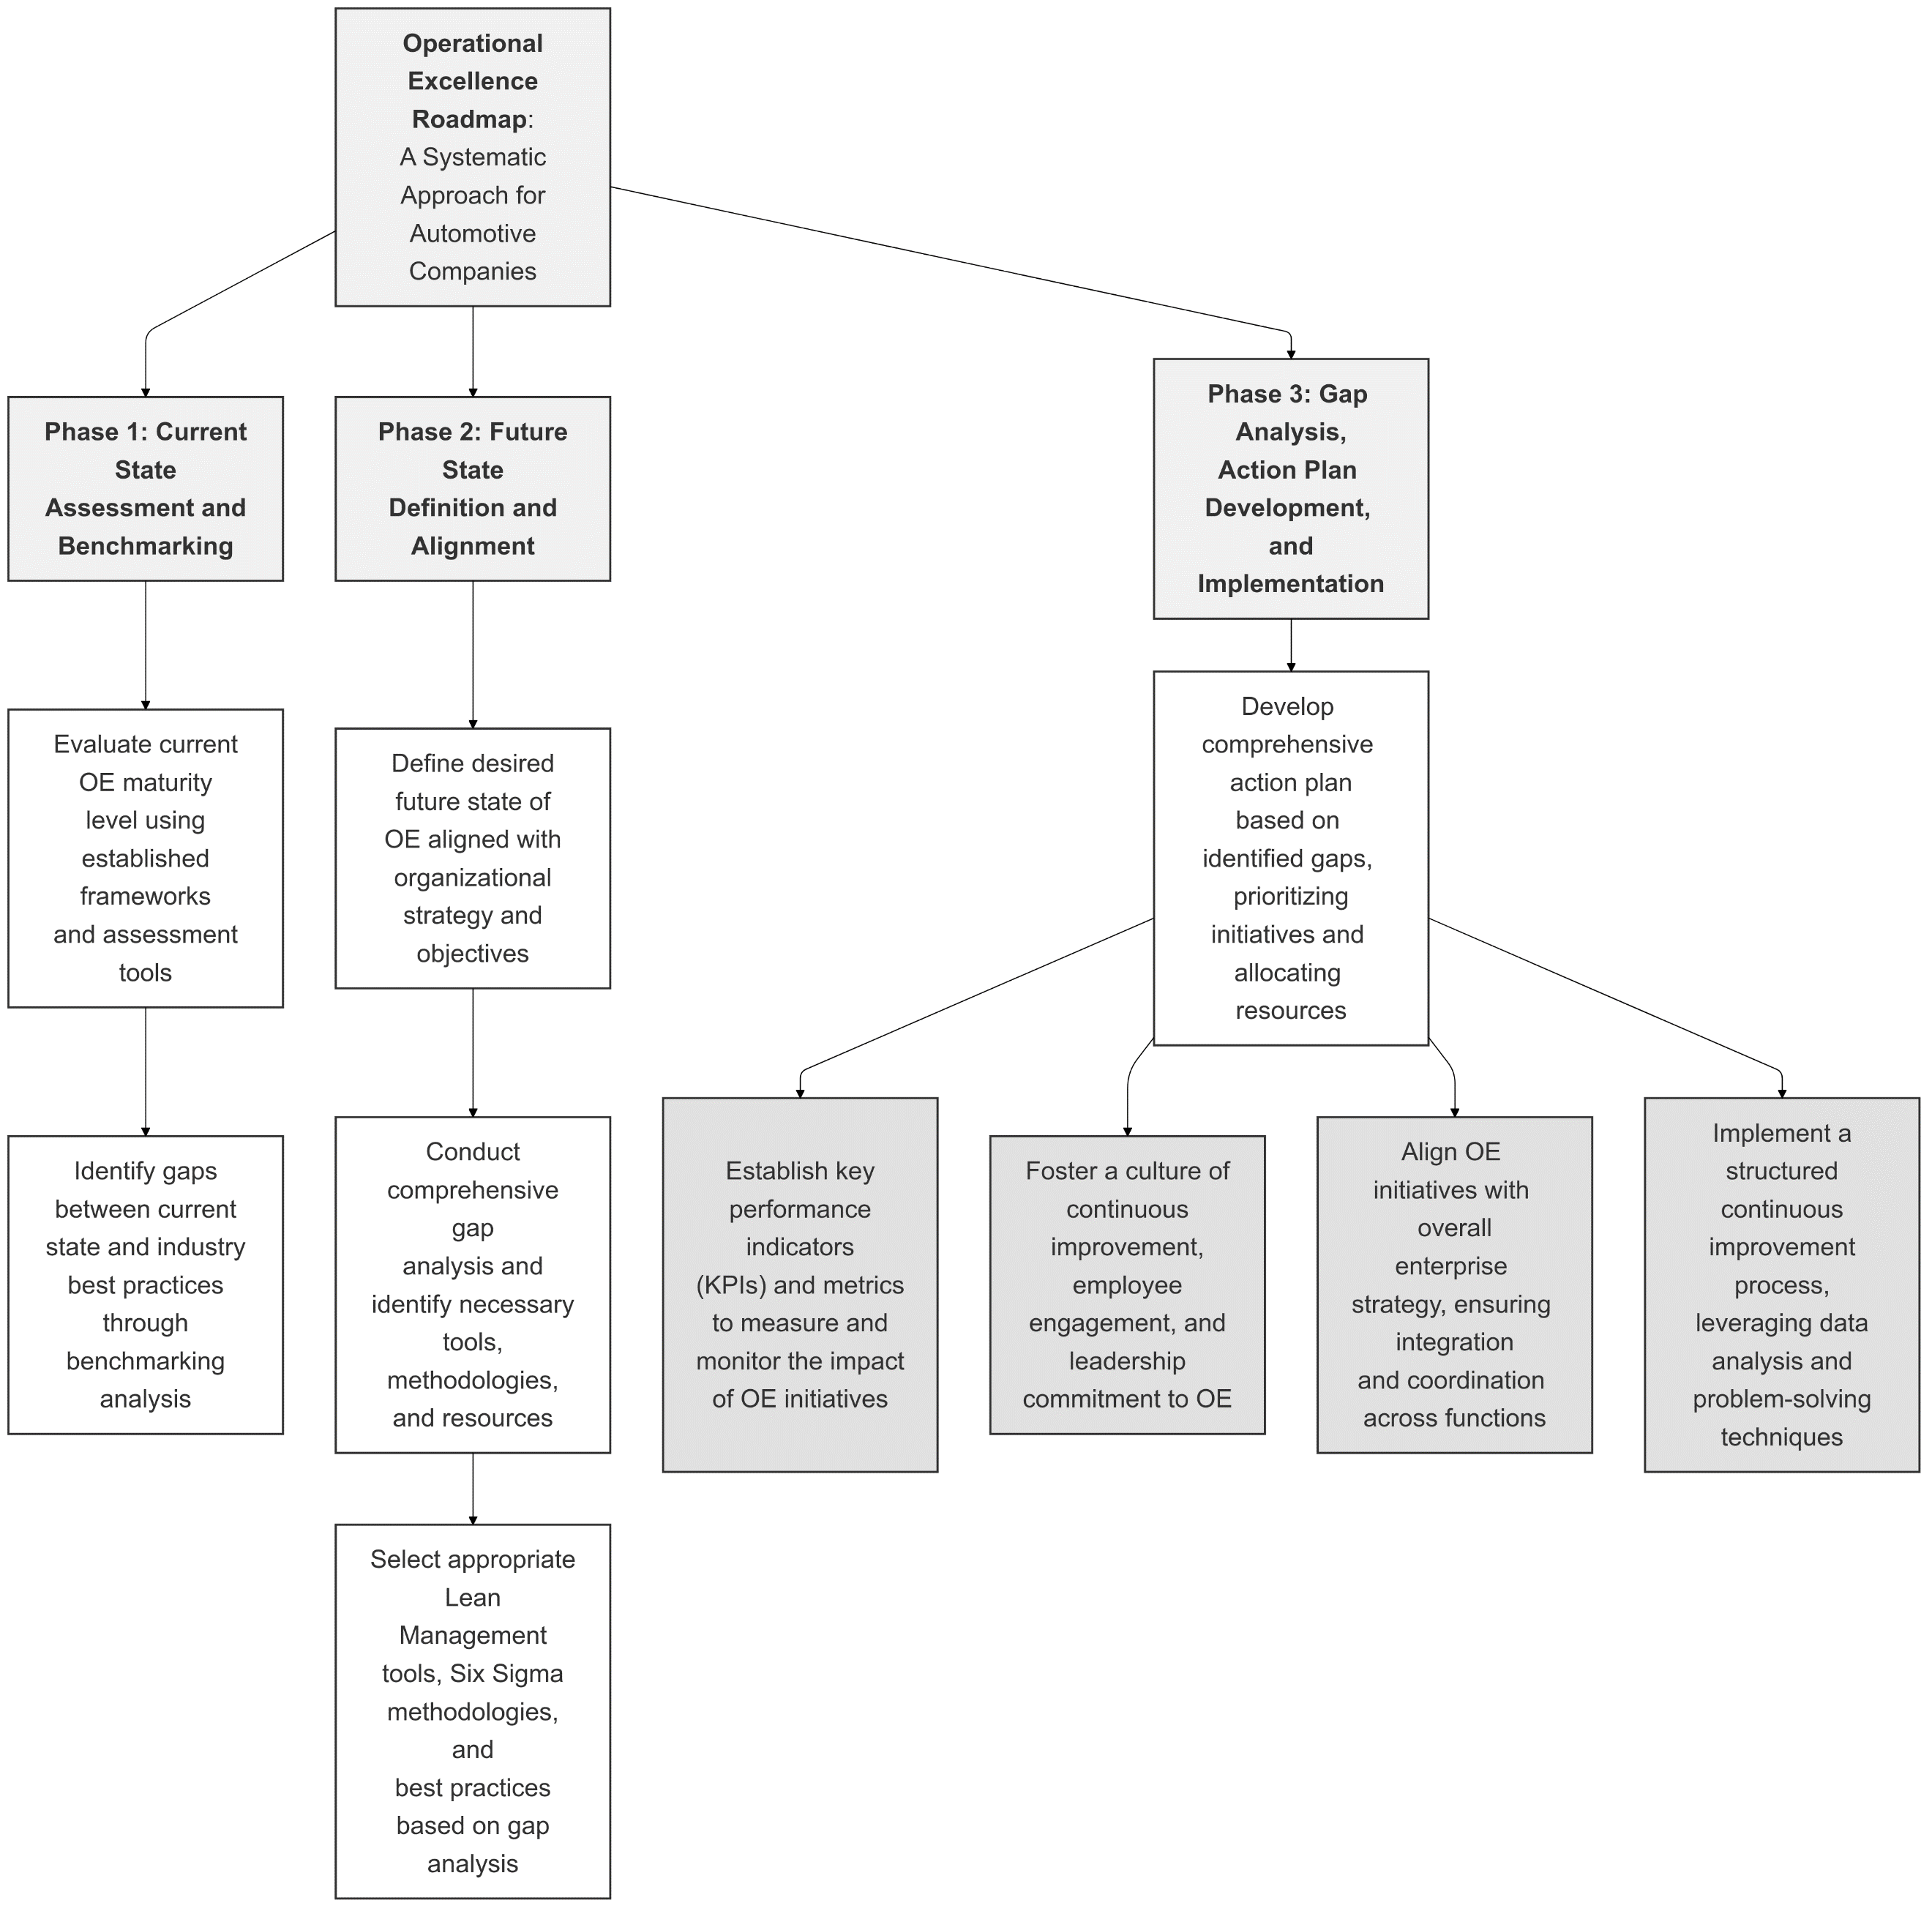 Operational
Excellence
Roadmap:
A Systematic
Approach for
Automotive
Companies
Phase 1: Current
State
Assessment and
Benchmarking
Phase 2: Future
State
Definition and
Alignment
Phase 3: Gap
Analysis,
Action Plan
Development,
and
Implementation
Evaluate current
OE maturity
level using
established
frameworks
and assessment
tools
Define desired
future state of
OE aligned with
organizational
strategy and
objectives
Develop
comprehensive
action plan
based on
identified gaps,
prioritizing
initiatives and
allocating
resources
Identify gaps
between current
state and industry
best practices
through
benchmarking
analysis
Conduct
comprehensive
gap
analysis and
identify necessary
tools,
methodologies,
and resources
Establish key
performance
indicators
(KPIs) and metrics
to measure and
monitor the impact
of OE initiatives
Foster a culture of
continuous
improvement,
employee
engagement, and
leadership
commitment to OE
Align OE
initiatives with
overall
enterprise
strategy, ensuring
integration
and coordination
across functions
Implement a
structured
continuous
improvement
process,
leveraging data
analysis and
problem-solving
techniques
Select appropriate
Lean
Management
tools, Six Sigma
methodologies,
and
best practices
based on gap
analysis